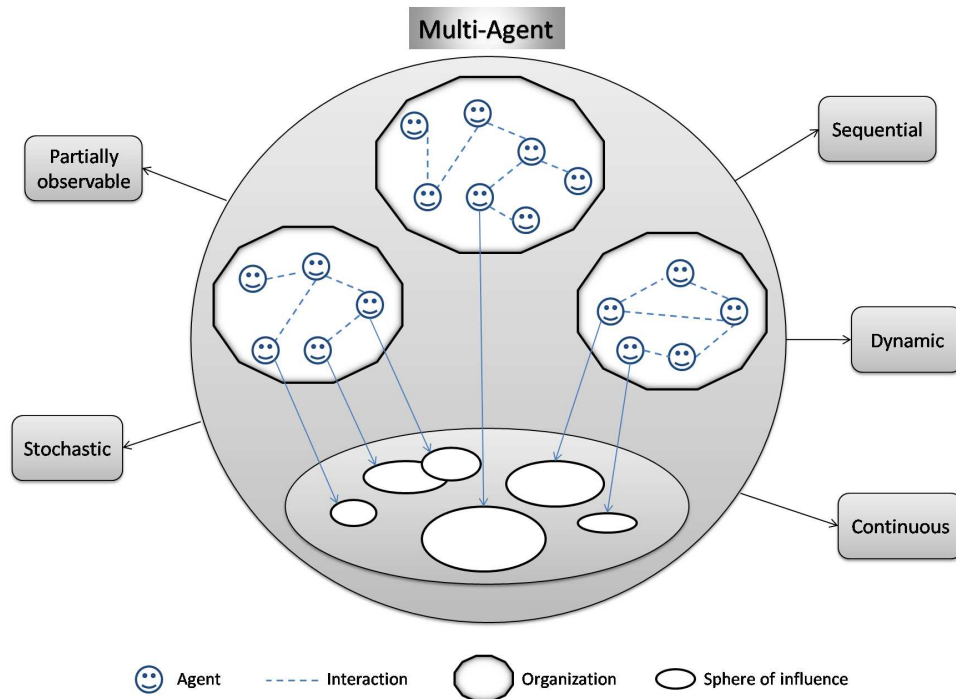 Multi-Agent
Partially
observable
Sequential
Dynamic
Stochastic
Continuous
Agent
Interaction
Organization
Sphere of influence